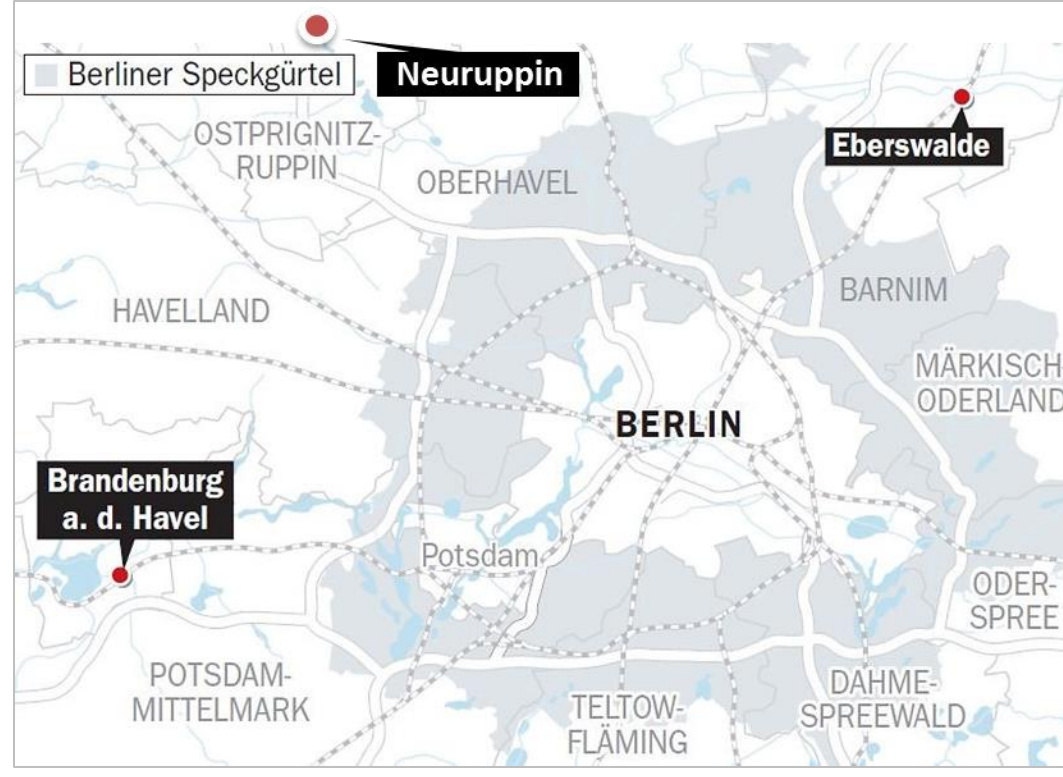 Berliner Speckgürtel
Neuruppin
OSTPRIGNITZ-
RUPPIN
OBERHAVEL
Eberswalde
HAVELLAND
BARNIM
MÄRKISCH-
ODERLAND
BERLIN
Brandenburg
a. d. Havel
Potsdam
ODER-
SPREE
POTSDAM-
MITTELMARK
TELTOW-
FLÄMING
DAHME-
SPREEWALD